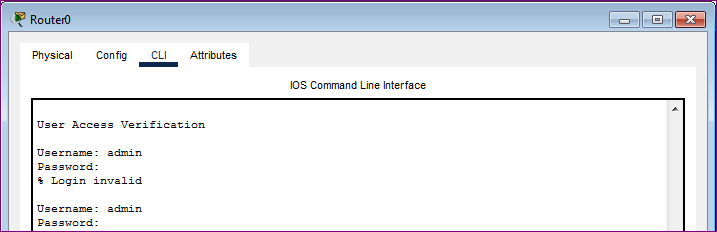 Router0
Physical Config CLI Attributes
IOS Command Line Interface
User Access Verification
Username: admin
Password:
% Login invalid
Username: admin
Password: